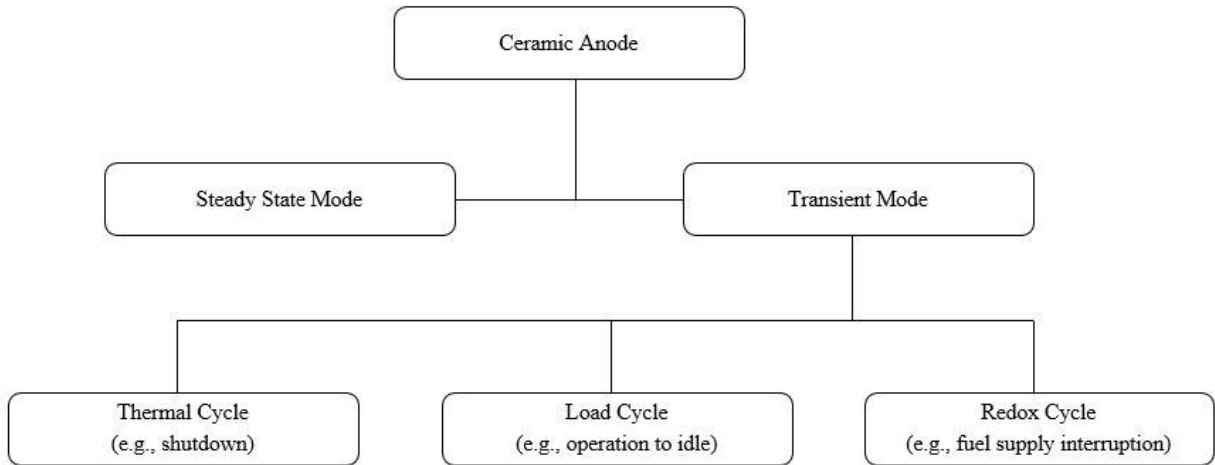 Ceramic Anode
Steady State Mode
Transient Mode
Thermal Cycle
(e.g., shutdown)
Load Cycle
(e.g., operation to idle)
Redox Cycle
(e.g., fuel supply interruption)